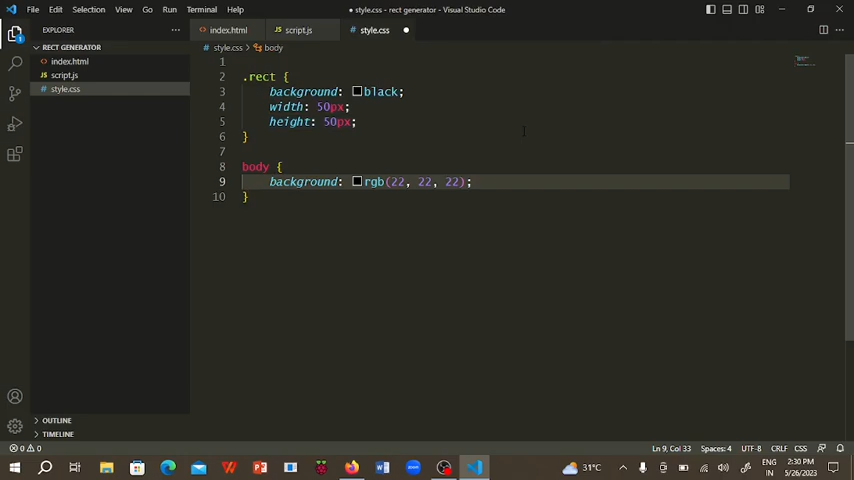 File Edit Selection View Go Run Terminal Help
● style.css - rect generator - Visual Studio Code
EXPLORER
index.html
script.js
style.css
RECT GENERATOR
style.css > body
index.html
script.js
style.css
1
2 .rect {
3 background: black;
4 width: 50px;
5 height: 50px;
6 }
7
8 body {
9 background: rgb(22, 22, 22);
10 }
OUTLINE
TIMELINE
0 0
Ln 9, Col 33 Spaces: 4 UTF-8 CRLF CSS
31°C
ENG
IN
2:30 PM
5/26/2023